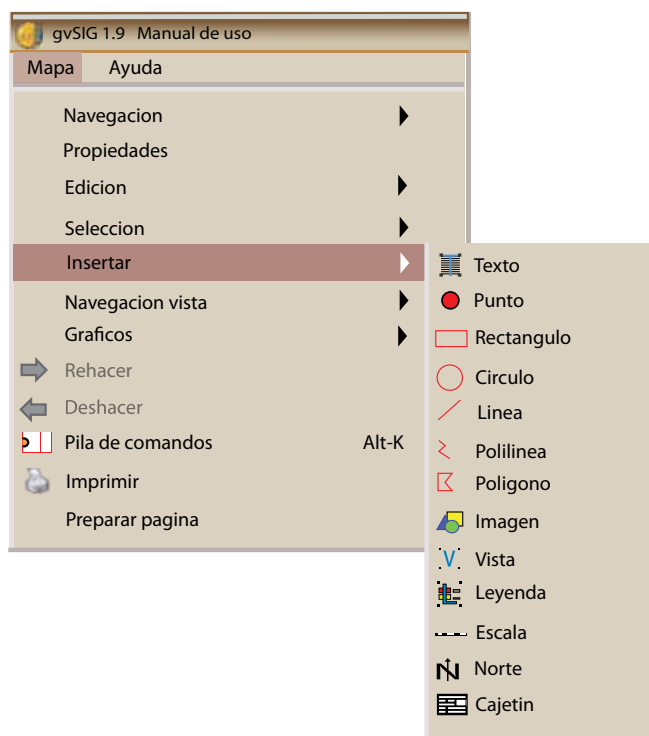 gvSIG 1.9 Manual de uso
Mapa Ayuda
Navegacion
Propiedades
Edicion
Seleccion
Insertar
Navegacion vista
Graficos
Rehacer
Deshacer
Pila de comandos Alt-K
Imprimir
Preparar pagina
Texto
Punto
Rectangulo
Circulo
Linea
Polilinea
Poligono
Imagen
Vista
Leyenda
Escala
Norte
Cajetin